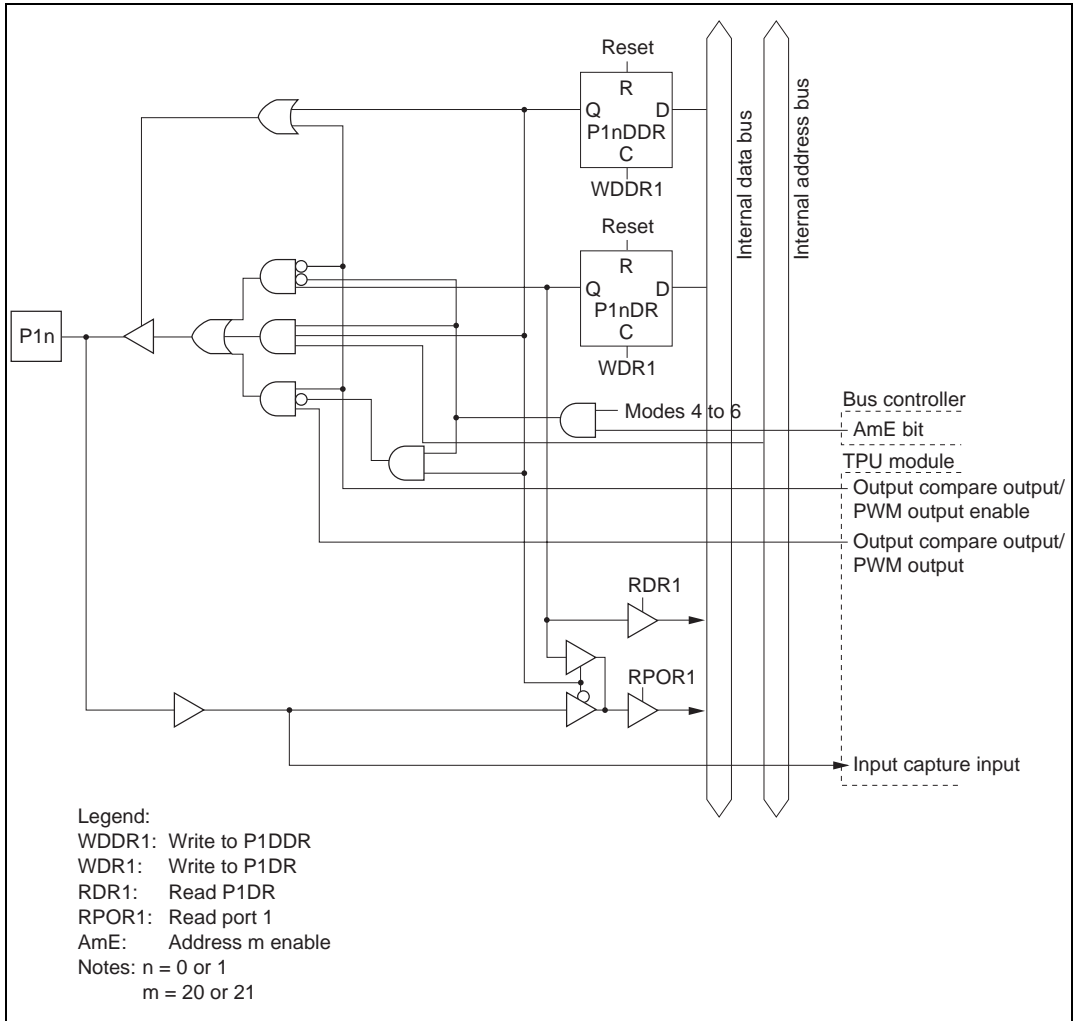 Reset
R
Q D
P1nDDR
C
WDDR1
Reset
R
Q D
P1nDR
C
WDR1
Internal data bus
Internal address bus
P1n
Modes 4 to 6
Bus controller
AmE bit
TPU module
Output compare output/
PWM output enable
Output compare output/
PWM output
RDR1
RPOR1
Input capture input
Legend:
WDDR1: Write to P1DDR
WDR1: Write to P1DR
RDR1: Read P1DR
RPOR1: Read port 1
AmE: Address m enable
Notes: n = 0 or 1
m = 20 or 21